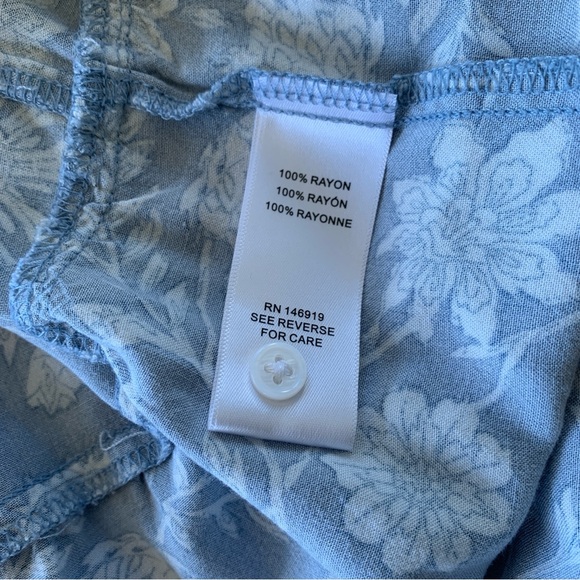 100% RAYON
100% RAYÓN
100% RAYONNE
RN 146919
SEE REVERSE
FOR CARE